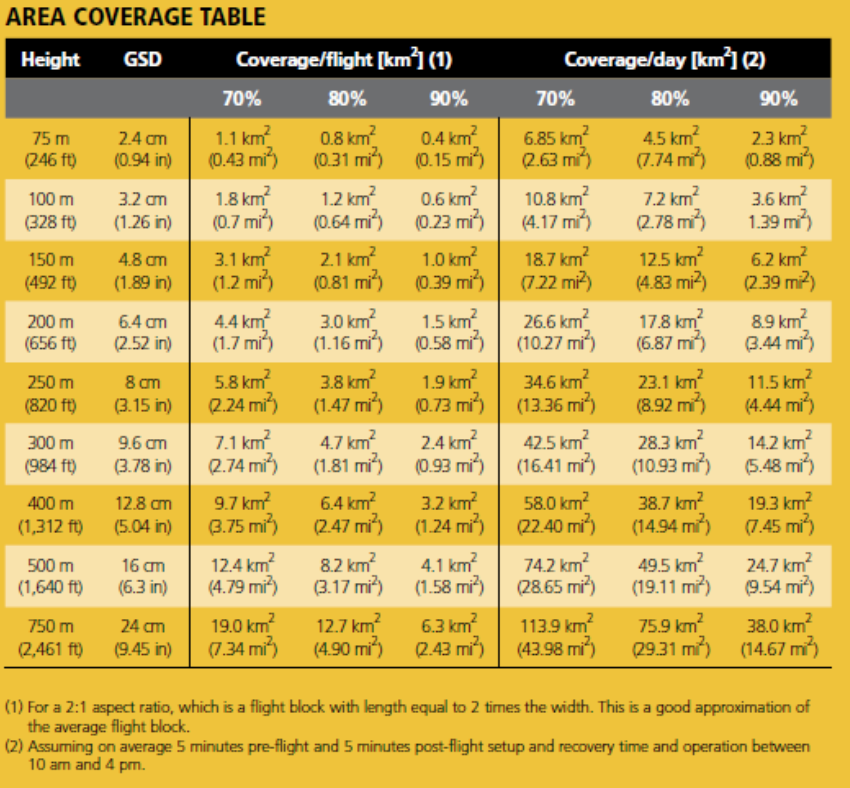 AREA COVERAGE TABLE
Height GSD Coverage/flight [km²] (1) Coverage/day [km²] (2)
70% 80% 90% 70% 80% 90%
75 m 2.4 cm 1.1 km² 0.8 km² 0.4 km² 6.85 km² 4.5 km² 2.3 km²
(246 ft) (0.94 in) (0.43 mi²) (0.31 mi²) (0.15 mi²) (2.63 mi²) (7.74 mi²) (0.88 mi²)
100 m 3.2 cm 1.8 km² 1.2 km² 0.6 km² 10.8 km² 7.2 km² 3.6 km²
(328 ft) (1.26 in) (0.7 mi²) (0.64 mi²) (0.23 mi²) (4.17 mi²) (2.78 mi²) 1.39 mi²)
150 m 4.8 cm 3.1 km² 2.1 km² 1.0 km² 18.7 km² 12.5 km² 6.2 km²
(492 ft) (1.89 in) (1.2 mi²) (0.81 mi²) (0.39 mi²) (7.22 mi²) (4.83 mi²) (2.39 mi²)
200 m 6.4 cm 4.4 km² 3.0 km² 1.5 km² 26.6 km² 17.8 km² 8.9 km²
(656 ft) (2.52 in) (1.7 mi²) (1.16 mi²) (0.58 mi²) (10.27 mi²) (6.87 mi²) (3.44 mi²)
250 m 8 cm 5.8 km² 3.8 km² 1.9 km² 34.6 km² 23.1 km² 11.5 km²
(820 ft) (3.15 in) (2.24 mi²) (1.47 mi²) (0.73 mi²) (13.36 mi²) (8.92 mi²) (4.44 mi²)
300 m 9.6 cm 7.1 km² 4.7 km² 2.4 km² 42.5 km² 28.3 km² 14.2 km²
(984 ft) (3.78 in) (2.74 mi²) (1.81 mi²) (0.93 mi²) (16.41 mi²) (10.93 mi²) (5.48 mi²)
400 m 12.8 cm 9.7 km² 6.4 km² 3.2 km² 58.0 km² 38.7 km² 19.3 km²
(1,312 ft) (5.04 in) (3.75 mi²) (2.47 mi²) (1.24 mi²) (22.40 mi²) (14.94 mi²) (7.45 mi²)
500 m 16 cm 12.4 km² 8.2 km² 4.1 km² 74.2 km² 49.5 km² 24.7 km²
(1,640 ft) (6.3 in) (4.79 mi²) (3.17 mi²) (1.58 mi²) (28.65 mi²) (19.11 mi²) (9.54 mi²)
750 m 24 cm 19.0 km² 12.7 km² 6.3 km² 113.9 km² 75.9 km² 38.0 km²
(2,461 ft) (9.45 in) (7.34 mi²) (4.90 mi²) (2.43 mi²) (43.98 mi²) (29.31 mi²) (14.67 mi²)
(1) For a 2:1 aspect ratio, which is a flight block with length equal to 2 times the width. This is a good approximation of
the average flight block.
(2) Assuming on average 5 minutes pre-flight and 5 minutes post-flight setup and recovery time and operation between
10 am and 4 pm.